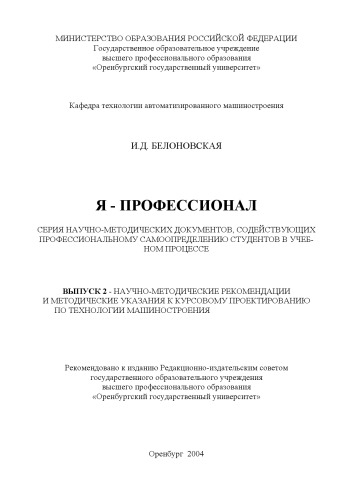 МИНИСТЕРСТВО ОБРАЗОВАНИЯ РОССИЙСКОЙ ФЕДЕРАЦИИ
Государственное образовательное учреждение
высшего профессионального образования
«Оренбургский государственный университет»
Кафедра технологии автоматизированного машиностроения
И.Д. БЕЛОНОВСКАЯ
Я - ПРОФЕССИОНАЛ
СЕРИЯ НАУЧНО-МЕТОДИЧЕСКИХ ДОКУМЕНТОВ, СОДЕЙСТВУЮЩИХ
ПРОФЕССИОНАЛЬНОМУ САМООПРЕДЕЛЕНИЮ СТУДЕНТОВ В УЧЕБ-
НОМ ПРОЦЕССЕ
ВЫПУСК 2 - НАУЧНО-МЕТОДИЧЕСКИЕ РЕКОМЕНДАЦИИ
И МЕТОДИЧЕСКИЕ УКАЗАНИЯ К КУРСОВОМУ ПРОЕКТИРОВАНИЮ
ПО ТЕХНОЛОГИИ МАШИНОСТРОЕНИЯ
Рекомендовано к изданию Редакционно-издательским советом
государственного образовательного учреждения
высшего профессионального образования
«Оренбургский государственный университет»
Оренбург 2004